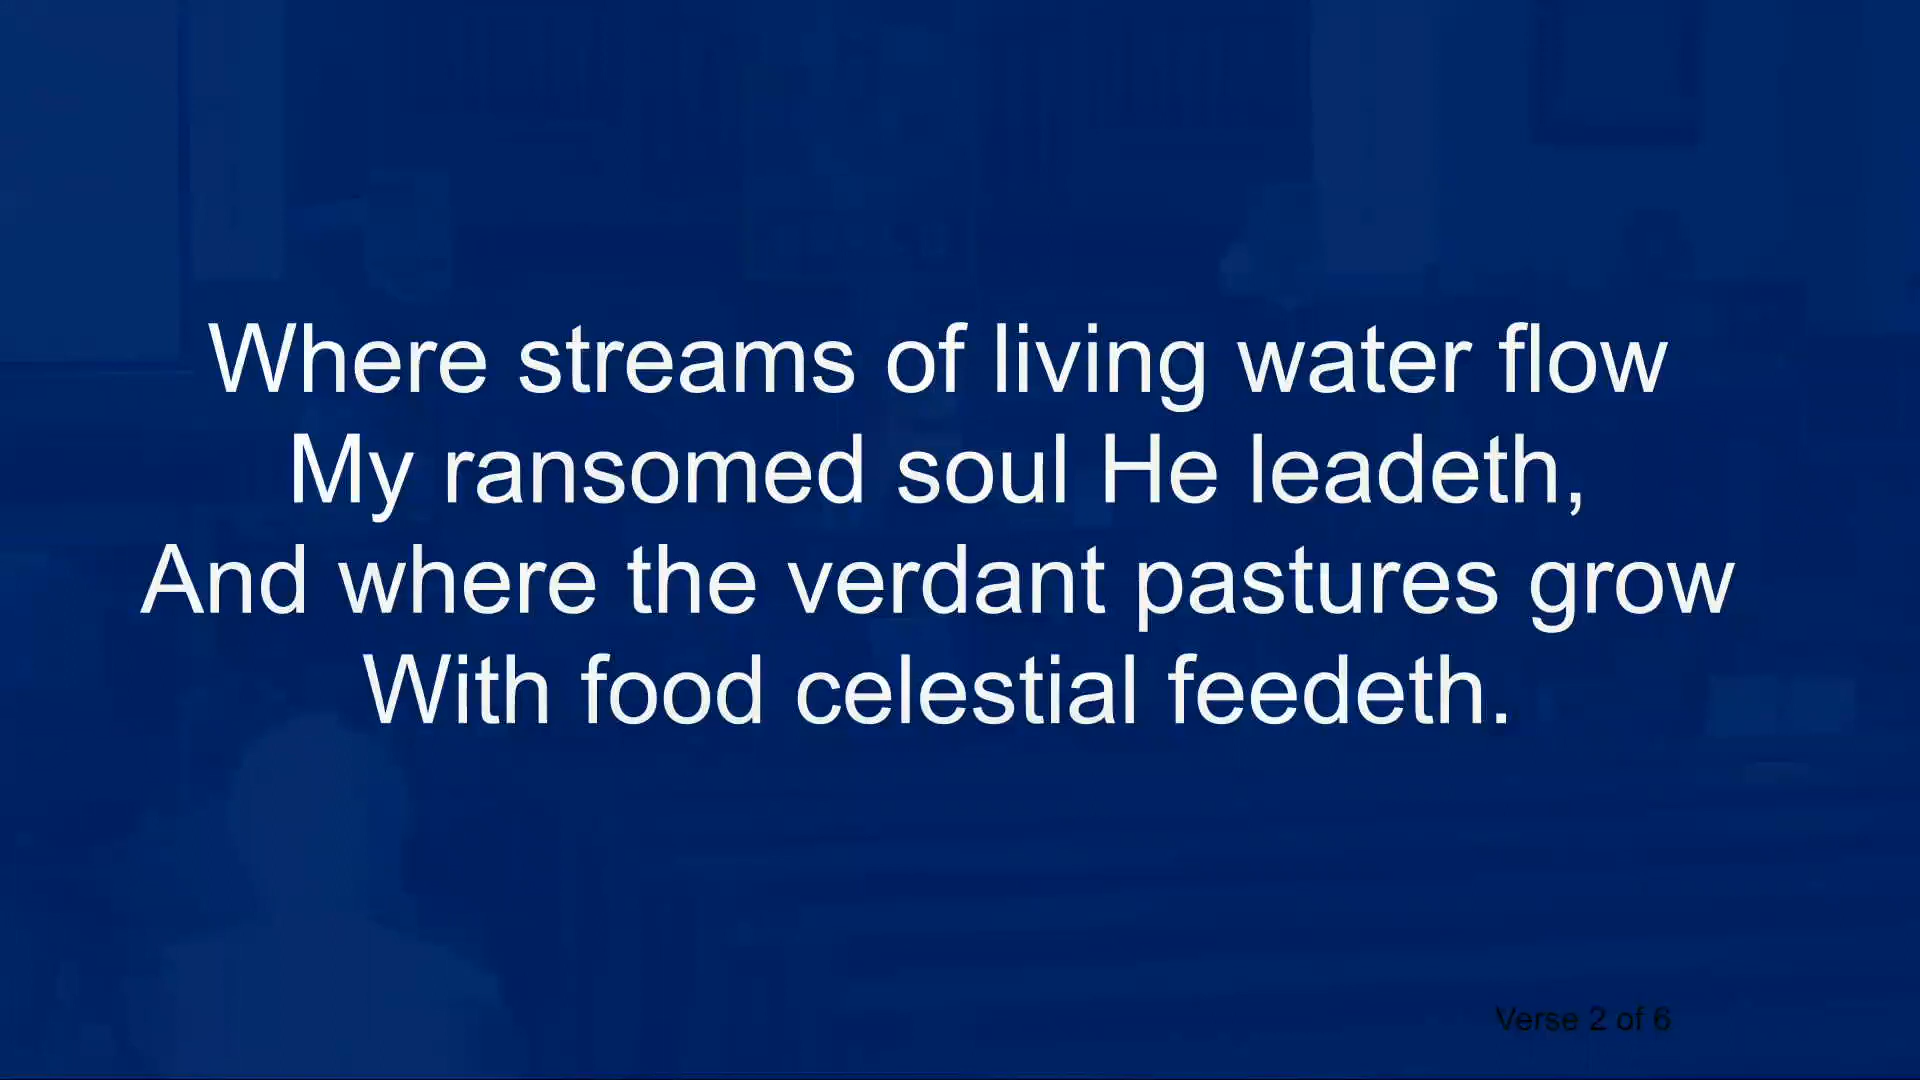 Where streams of living water flow
My ransomed soul He leadeth,
And where the verdant pastures grow
With food celestial feedeth.
Verse 2 of 6